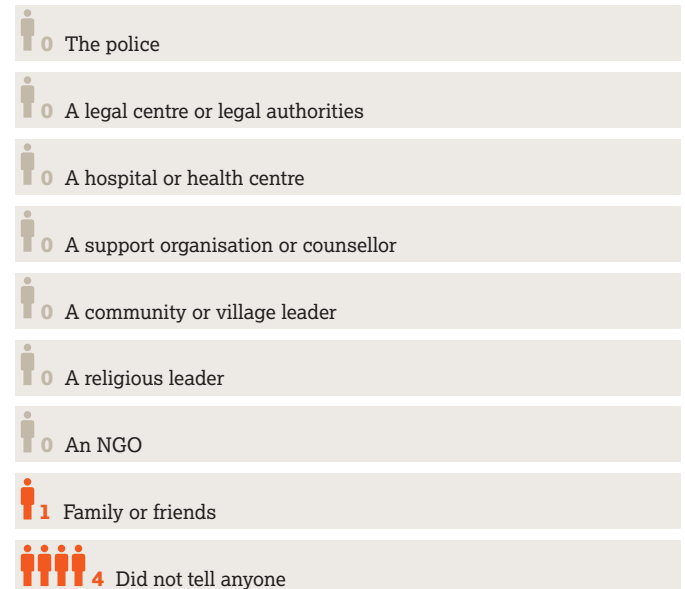 0 The police
0 A legal centre or legal authorities
0 A hospital or health centre
0 A support organisation or counsellor
0 A community or village leader
0 A religious leader
0 An NGO
1 Family or friends
4 Did not tell anyone